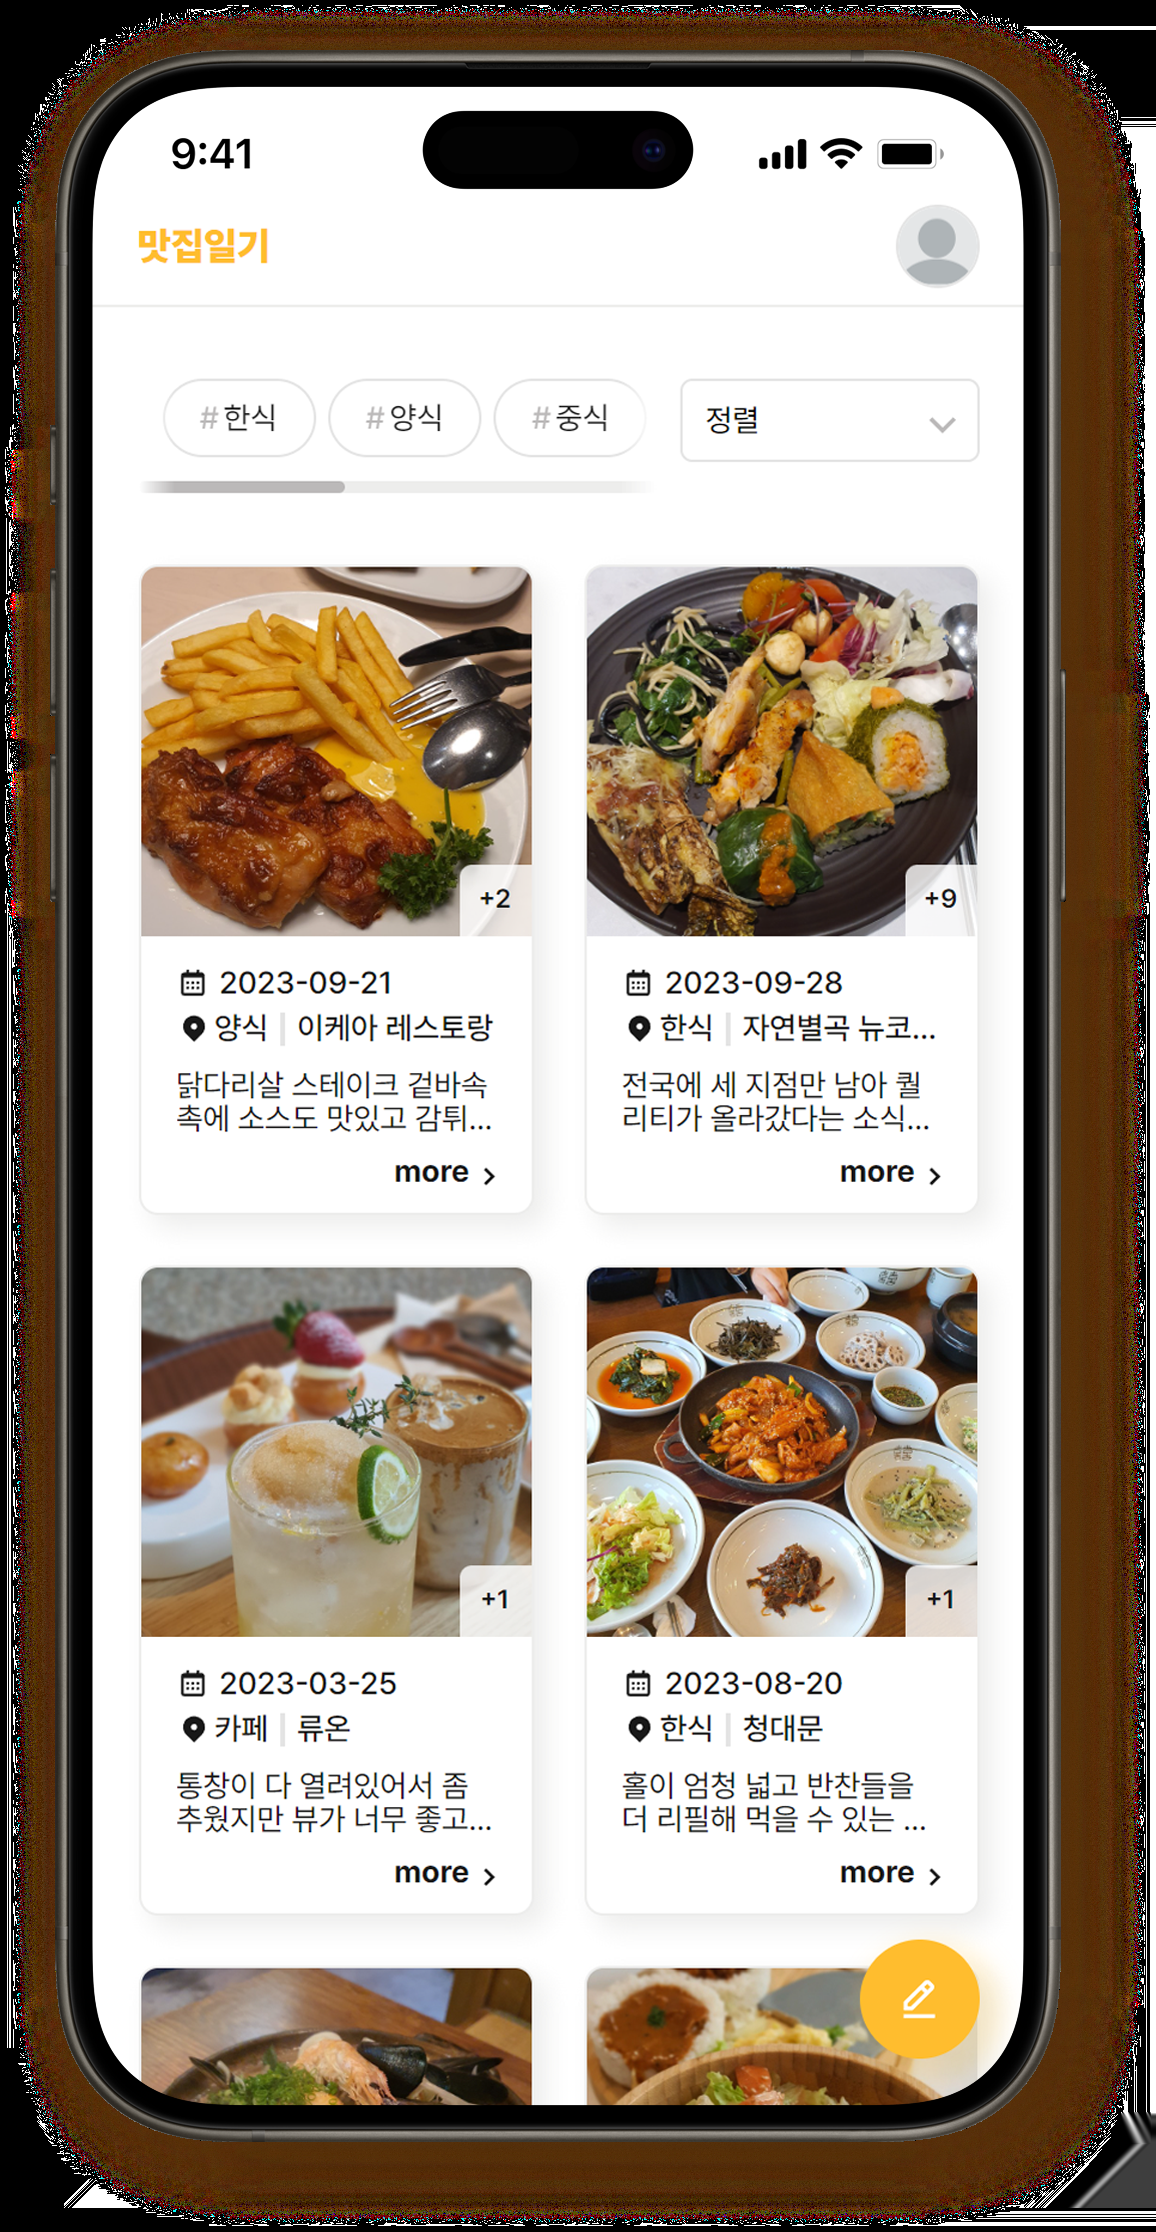 9:41
맛집일기
#한식 #양식 #중식 정렬
+2
2023-09-21
양식 | 이케아 레스토랑
닭다리살 스테이크 겉바속
촉에 소스도 맛있고 감튀...
more
+9
2023-09-28
한식 | 자연별곡 뉴코...
전국에 세 지점만 남아 퀄
리티가 올라갔다는 소식...
more
+1
2023-03-25
카페 | 류온
통창이 다 열려있어서 좀
추웠지만 뷰가 너무 좋고...
more
+1
2023-08-20
한식 | 청대문
홀이 엄청 넓고 반찬들을
더 리필해 먹을 수 있는 ...
more